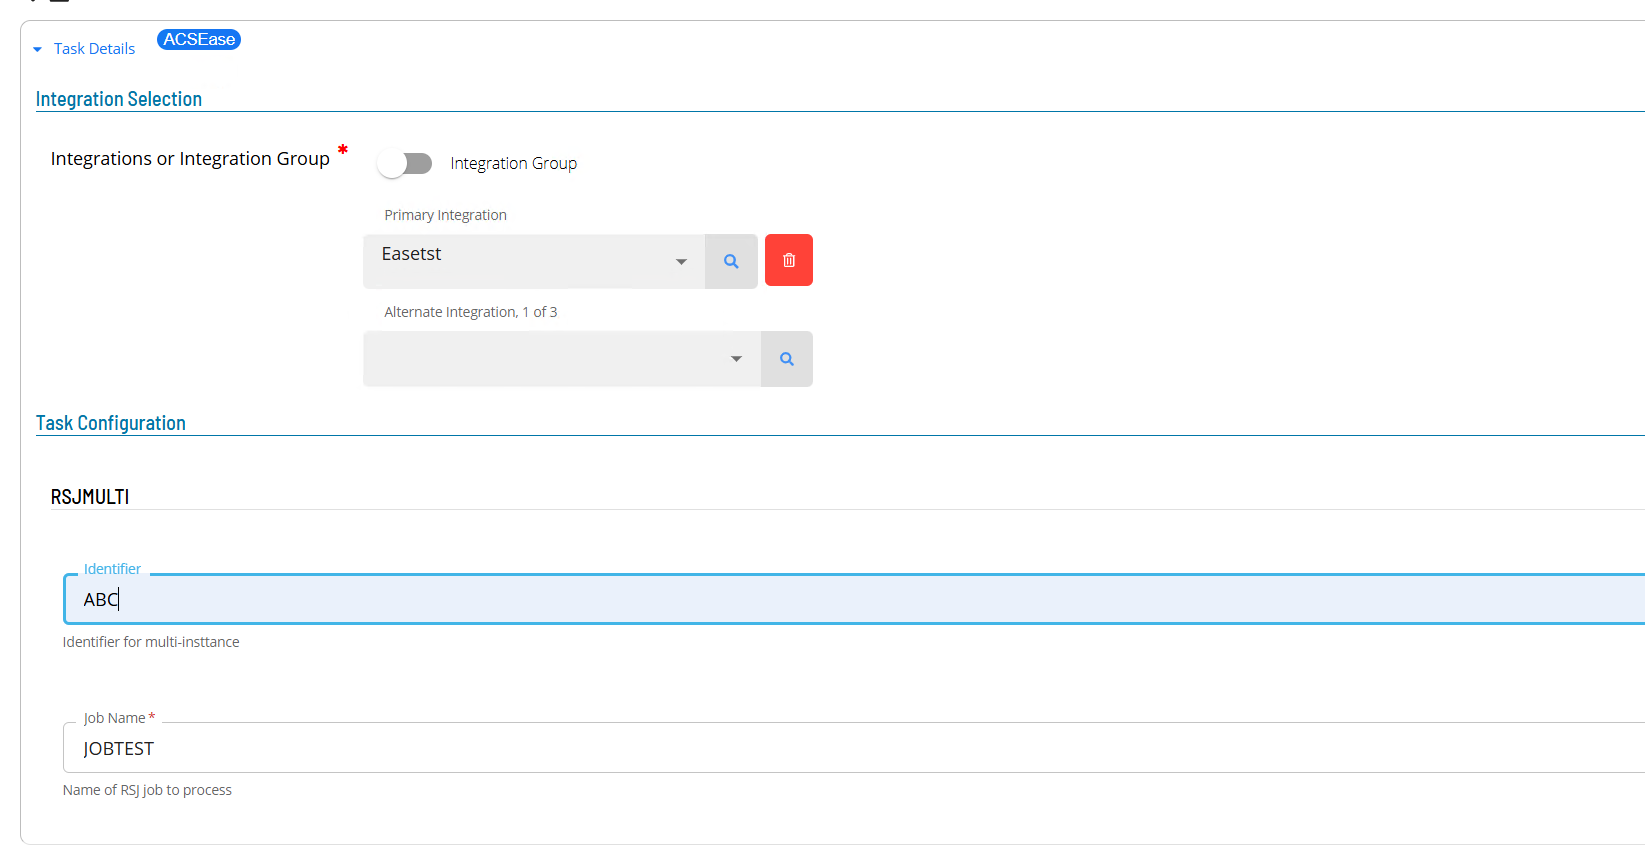 Task Details ACSEase
Integration Selection
Integrations or Integration Group *
Integration Group
Primary Integration
Easetst
Alternate Integration, 1 of 3
Task Configuration
RSJMULTI
Identifier
ABC
Identifier for multi-insttance
Job Name *
JOBTEST
Name of RSJ job to process